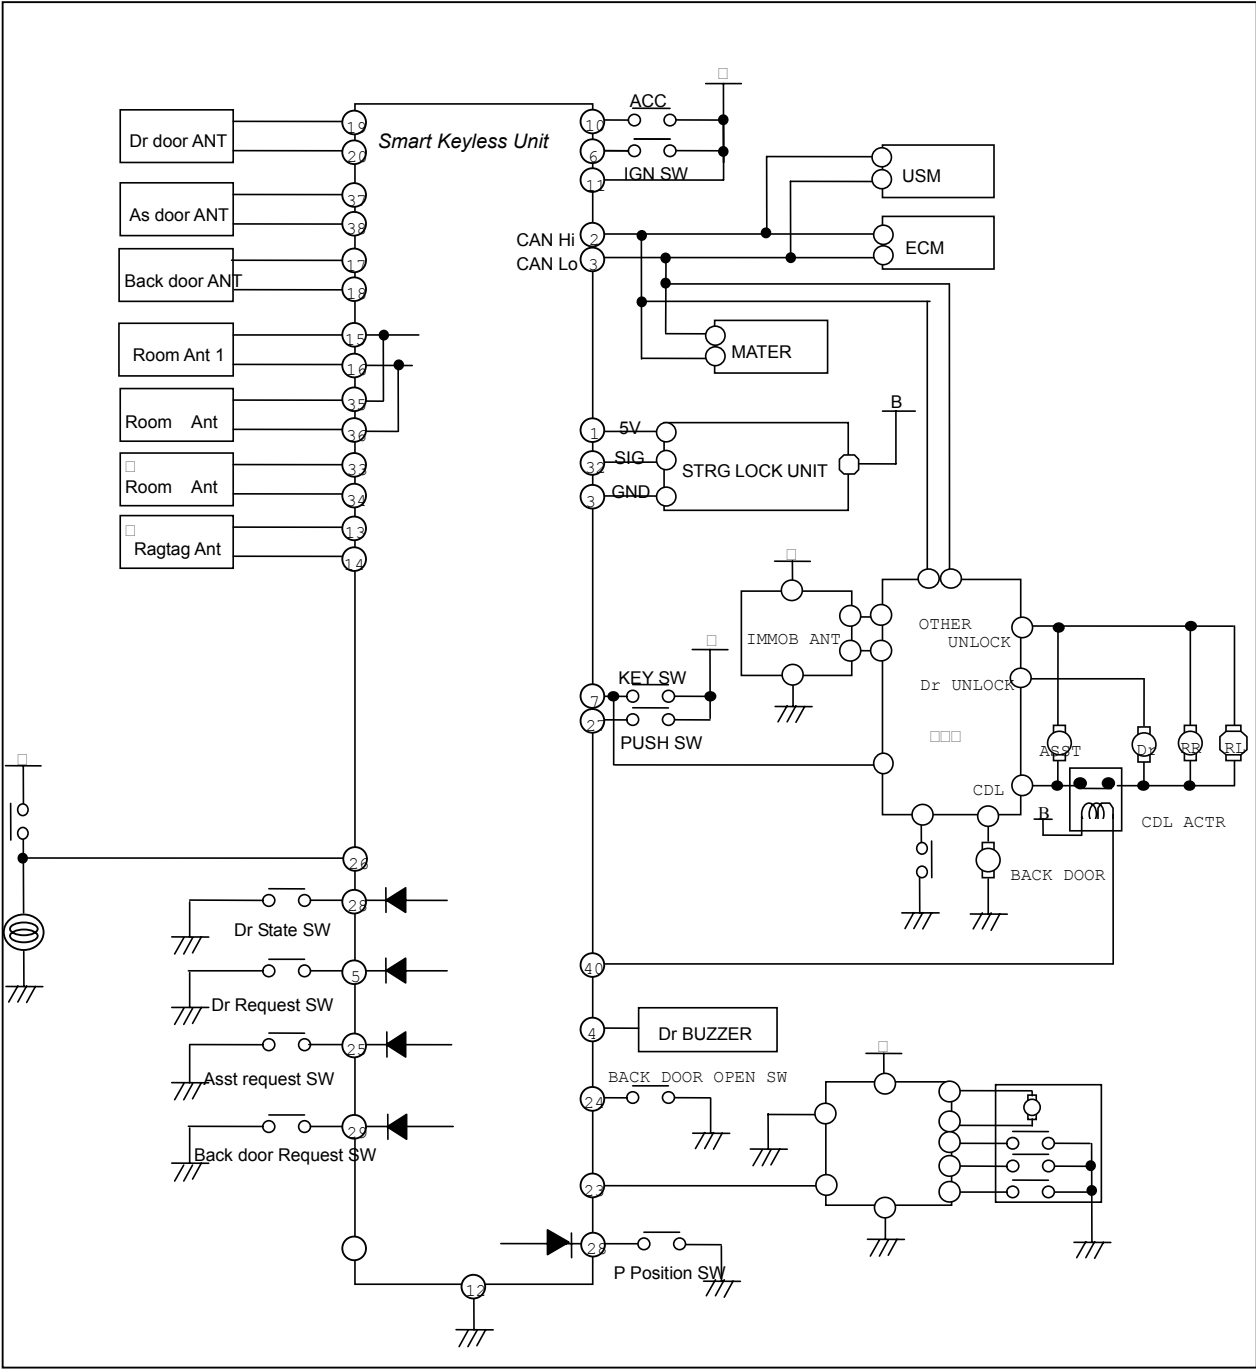 ACC
Dr door ANT
19
20
Smart Keyless Unit
10
6
IGN SW
11
USM
As door ANT
37
38
CAN Hi
2
CAN Lo
3
ECM
Back door ANT
17
18
Room Ant 1
15
16
MATER
Room Ant
35
36
1
5V
B
Room Ant
33
34
32
SIG
STRG LOCK UNIT
3
GND
Ragtag Ant
13
14
IMMOB ANT
OTHER
UNLOCK
Dr UNLOCK
7
KEY SW
27
PUSH SW
ASST
Dr
RR
RL
CDL
B
CDL ACTR
26
BACK DOOR
28
Dr State SW
5
Dr Request SW
40
4
Dr BUZZER
25
Asst request SW
BACK DOOR OPEN SW
24
29
Back door Request SW
23
28
P Position SW
12